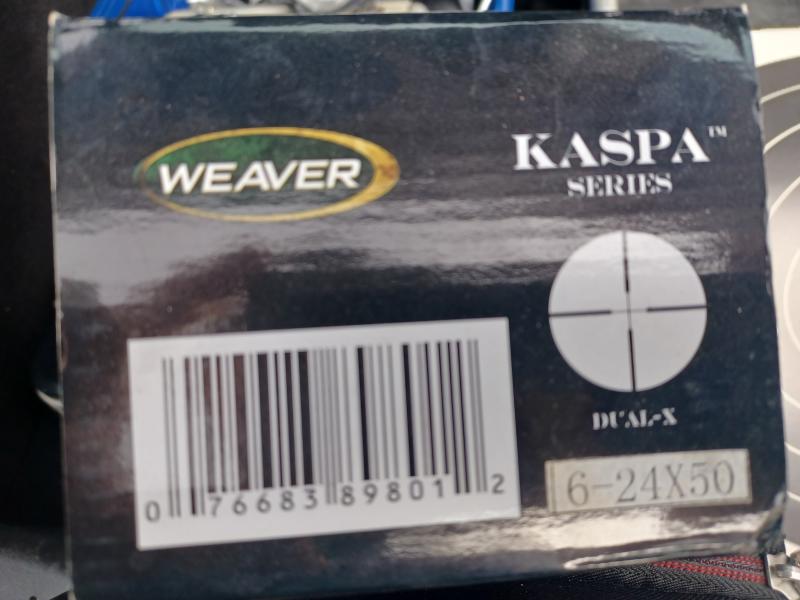 WEAVER
KASPA™
SERIES
DUAL-X
6-24X50
0 76683 89801 2